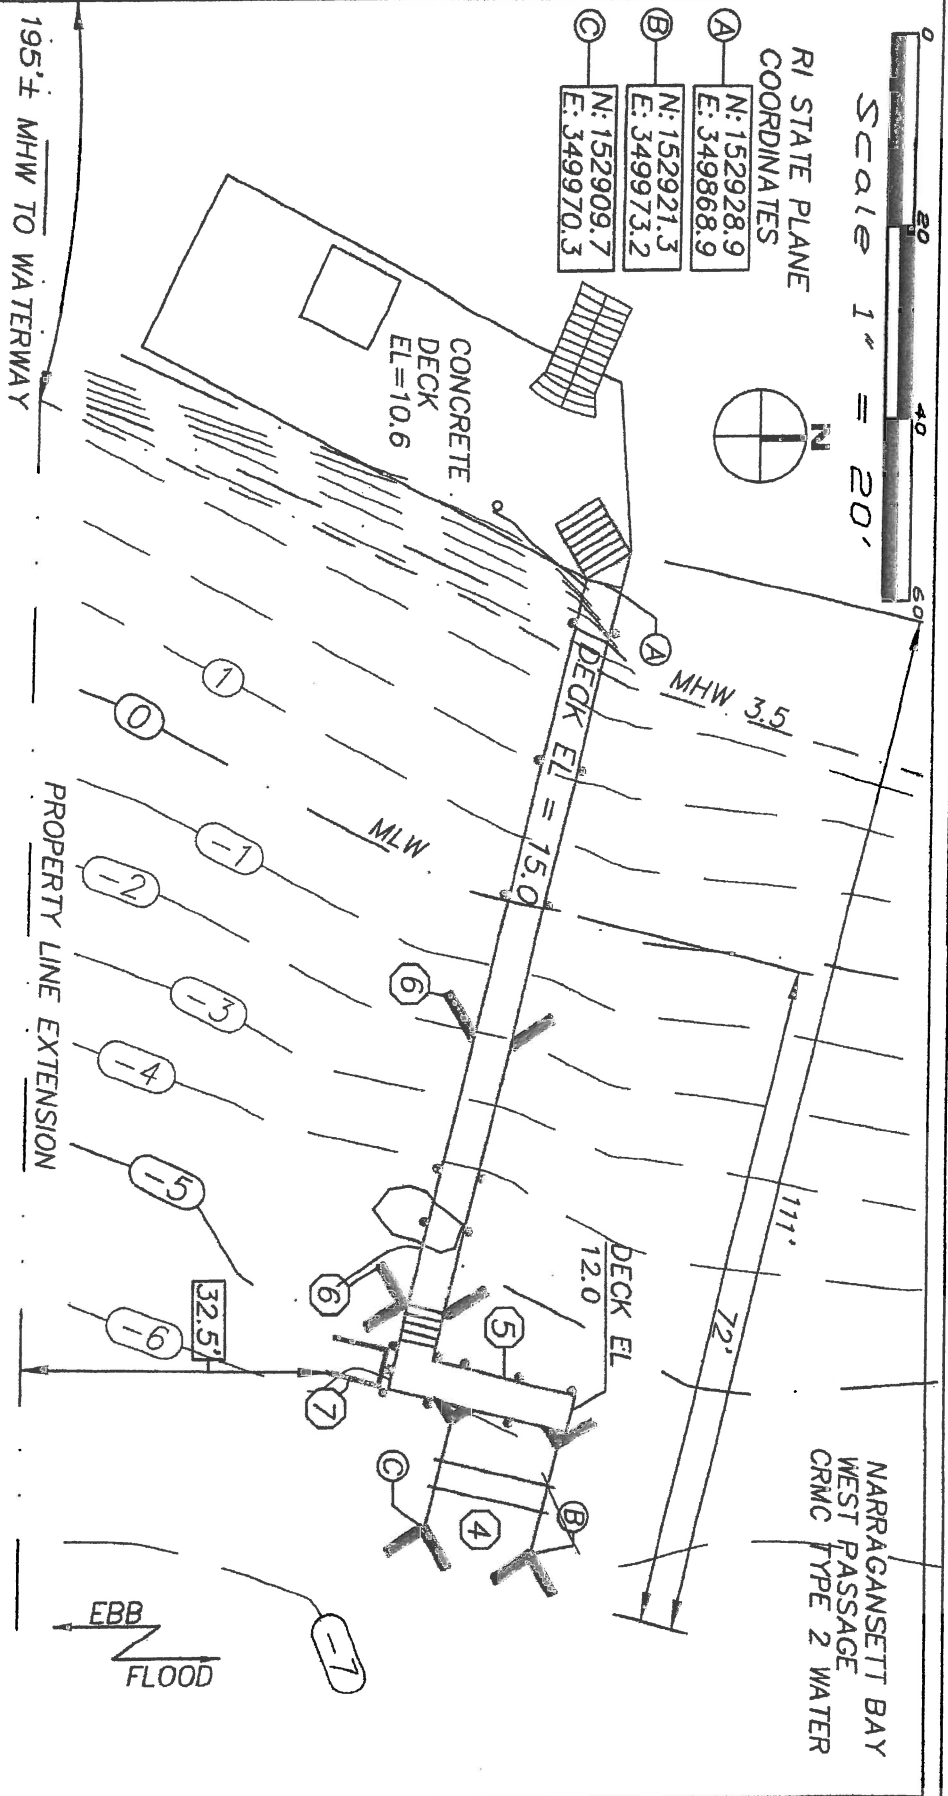 0 20 40 60
Scale 1" = 20'
RI STATE PLANE
COORDINATES
A N: 152928.9
E: 349868.9
B N: 152921.3
E: 349973.2
C N: 152909.7
E: 349970.3
N
CONCRETE
DECK
EL=10.6
A
MHW 3.5
DECK EL = 15.0
MLW
111'
72'
1
0
-1
-2
-3
-4
-5
-6
-7
6
6
5
7
4
B
C
DECK EL
12.0
32.5'
NARRAGANSETT BAY
WEST PASSAGE
CRMC TYPE 2 WATER
195'± MHW TO WATERWAY
PROPERTY LINE EXTENSION
EBB
FLOOD